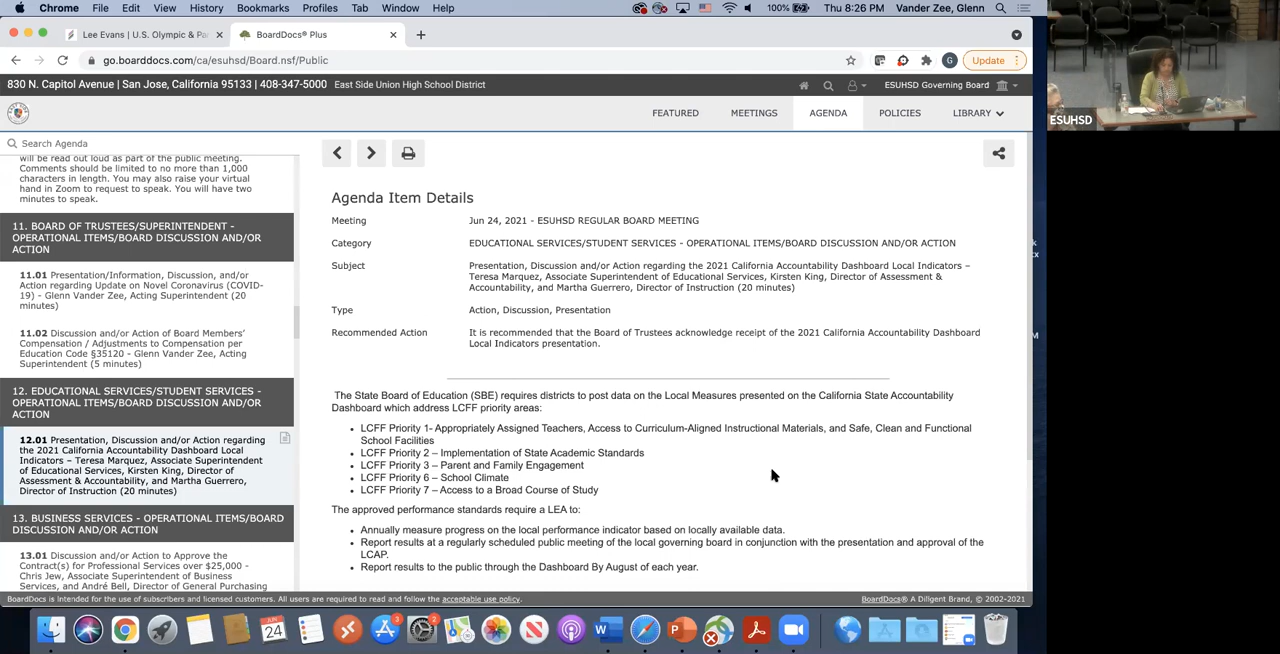 Chrome File Edit View History Bookmarks Profiles Tab Window Help
100% Thu 8:26 PM Vander Zee, Glenn
Lee Evans | U.S. Olympic & Pa
BoardDocs® Plus
go.boarddocs.com/ca/esuhsd/Board.nsf/Public
G
Update
830 N. Capitol Avenue | San Jose, California 95133 | 408-347-5000 East Side Union High School District
ESUHSD Governing Board
FEATURED MEETINGS AGENDA POLICIES LIBRARY
Search Agenda
will be read out loud as part of the public meeting.
Comments should be limited to no more than 1,000
characters in length. You may also raise your virtual
hand in Zoom to request to speak. You will have two
minutes to speak.
11. BOARD OF TRUSTEES/SUPERINTENDENT -
OPERATIONAL ITEMS/BOARD DISCUSSION AND/OR
ACTION
11.01 Presentation/Information, Discussion, and/or
Action regarding Update on Novel Coronavirus (COVID-
19) - Glenn Vander Zee, Acting Superintendent (20
minutes)
11.02 Discussion and/or Action of Board Members'
Compensation / Adjustments to Compensation per
Education Code §35120 - Glenn Vander Zee, Acting
Superintendent (5 minutes)
12. EDUCATIONAL SERVICES/STUDENT SERVICES -
OPERATIONAL ITEMS/BOARD DISCUSSION AND/OR
ACTION
12.01 Presentation, Discussion and/or Action regarding
the 2021 California Accountability Dashboard Local
Indicators – Teresa Marquez, Associate Superintendent
of Educational Services, Kirsten King, Director of
Assessment & Accountability, and Martha Guerrero,
Director of Instruction (20 minutes)
13. BUSINESS SERVICES - OPERATIONAL ITEMS/BOARD
DISCUSSION AND/OR ACTION
13.01 Discussion and/or Action to Approve the
Contract(s) for Professional Services over $25,000 -
Chris Jew, Associate Superintendent of Business
Services, and André Bell, Director of General Purchasing
Agenda Item Details
Meeting Jun 24, 2021 - ESUHSD REGULAR BOARD MEETING
Category EDUCATIONAL SERVICES/STUDENT SERVICES - OPERATIONAL ITEMS/BOARD DISCUSSION AND/OR ACTION
Subject Presentation, Discussion and/or Action regarding the 2021 California Accountability Dashboard Local Indicators –
Teresa Marquez, Associate Superintendent of Educational Services, Kirsten King, Director of Assessment &
Accountability, and Martha Guerrero, Director of Instruction (20 minutes)
Type Action, Discussion, Presentation
Recommended Action It is recommended that the Board of Trustees acknowledge receipt of the 2021 California Accountability Dashboard
Local Indicators presentation.
The State Board of Education (SBE) requires districts to post data on the Local Measures presented on the California State Accountability
Dashboard which address LCFF priority areas:
• LCFF Priority 1- Appropriately Assigned Teachers, Access to Curriculum-Aligned Instructional Materials, and Safe, Clean and Functional
School Facilities
• LCFF Priority 2 – Implementation of State Academic Standards
• LCFF Priority 3 – Parent and Family Engagement
• LCFF Priority 6 – School Climate
• LCFF Priority 7 – Access to a Broad Course of Study
The approved performance standards require a LEA to:
• Annually measure progress on the local performance indicator based on locally available data.
• Report results at a regularly scheduled public meeting of the local governing board in conjunction with the presentation and approval of the
LCAP.
• Report results to the public through the Dashboard By August of each year.
BoardDocs is intended for the use of subscribers and licensed customers. All users are required to read and follow the acceptable use policy.
BoardDocs® A Diligent Brand, © 2002-2021
JUN
24
3
2
ESUHSD